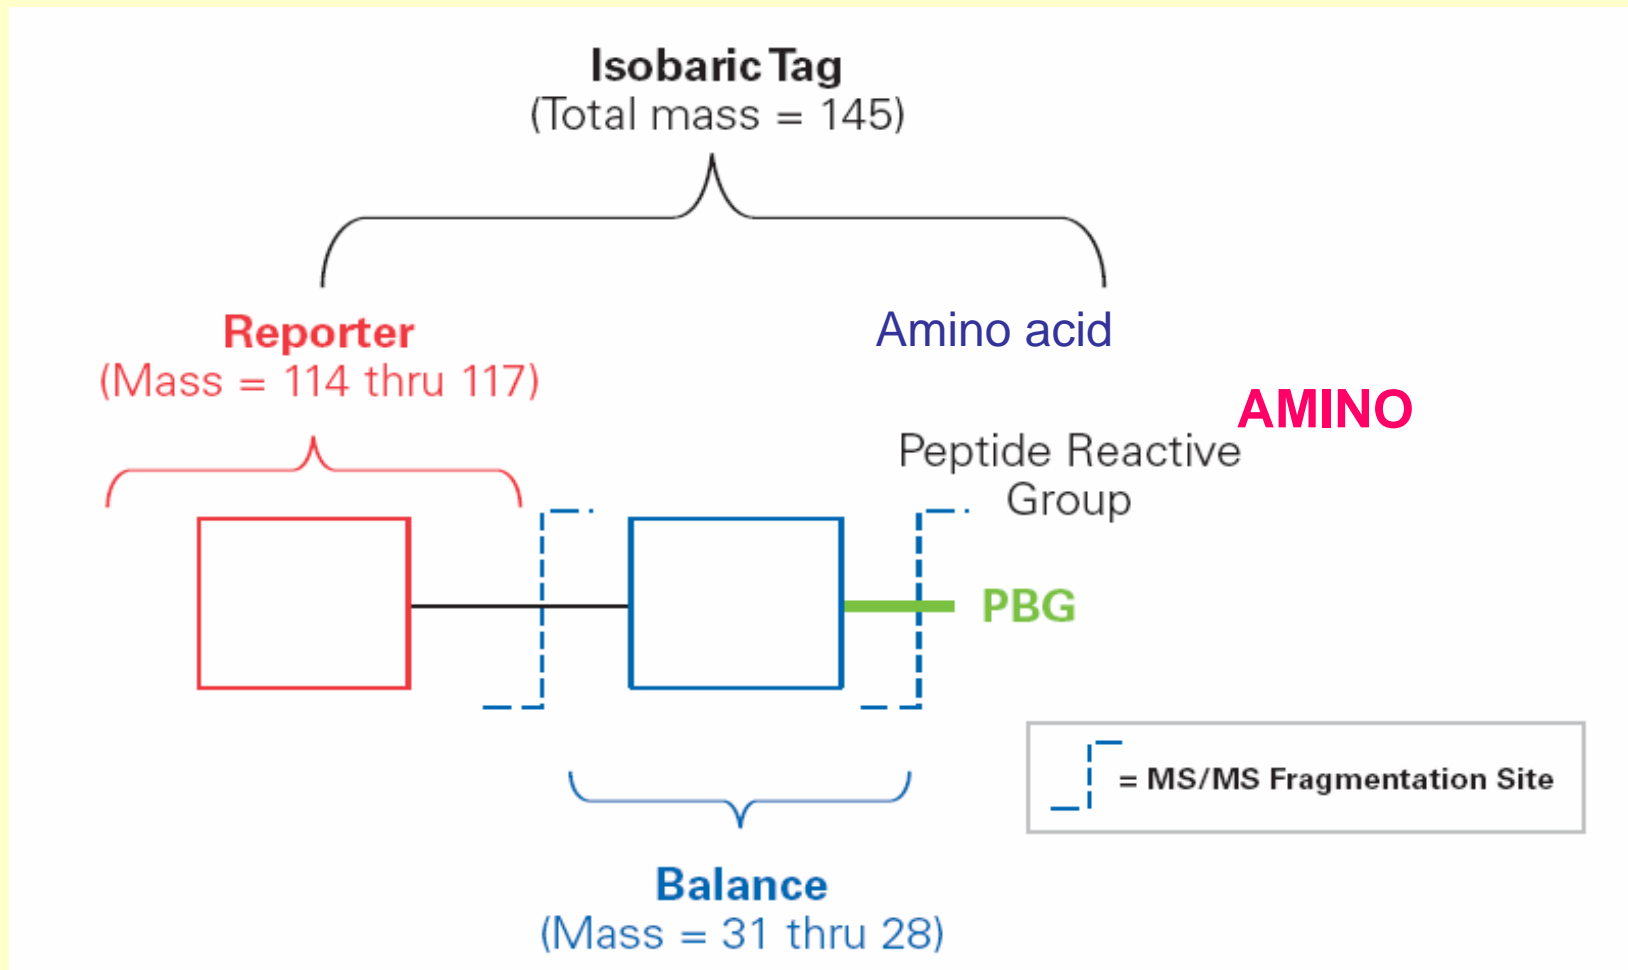 Isobaric Tag
(Total mass = 145)
Reporter
(Mass = 114 thru 117)
Amino acid
AMINO
Peptide Reactive
Group
PBG
= MS/MS Fragmentation Site
Balance
(Mass = 31 thru 28)